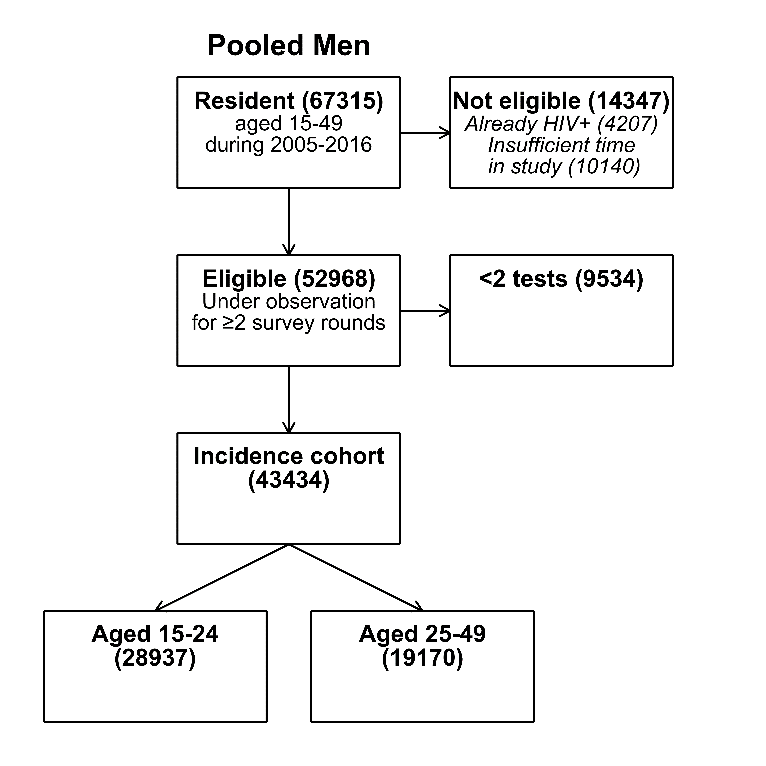 Pooled Men
Resident (67315)
aged 15-49
during 2005-2016
Not eligible (14347)
Already HIV+ (4207)
Insufficient time
in study (10140)
Eligible (52968)
Under observation
for ≥2 survey rounds
<2 tests (9534)
Incidence cohort
(43434)
Aged 15-24
(28937)
Aged 25-49
(19170)